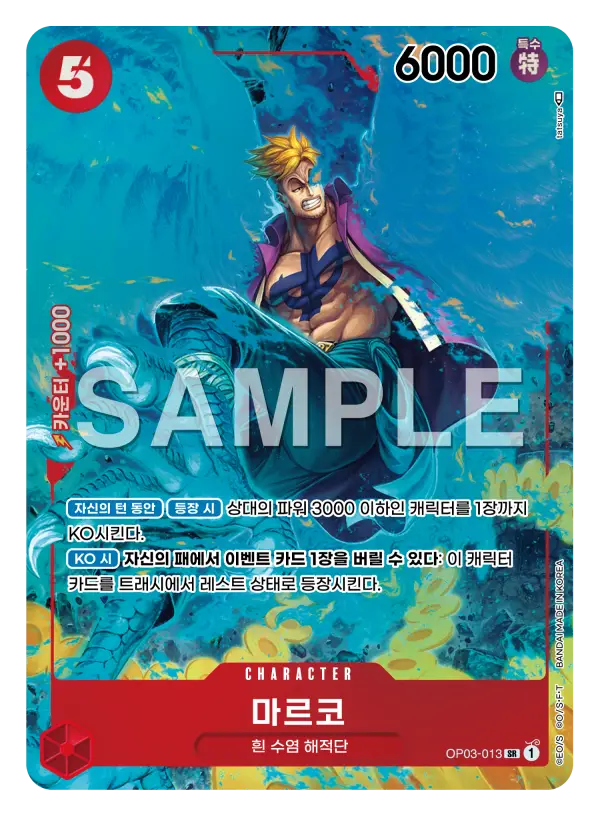 5
6000
특수
特
tatsuya
카운터 +1000
SAMPLE
자신의 턴 동안 등장 시 상대의 파워 3000 이하인 캐릭터를 1장까지
KO시킨다.
KO 시 자신의 패에서 이벤트 카드 1장을 버릴 수 있다: 이 캐릭터
카드를 트래시에서 레스트 상태로 등장시킨다.
CHARACTER
마르코
흰 수염 해적단
OP03-013 SR 1
©EO/S ©O/S·F·T BANDAI MADE IN KOREA